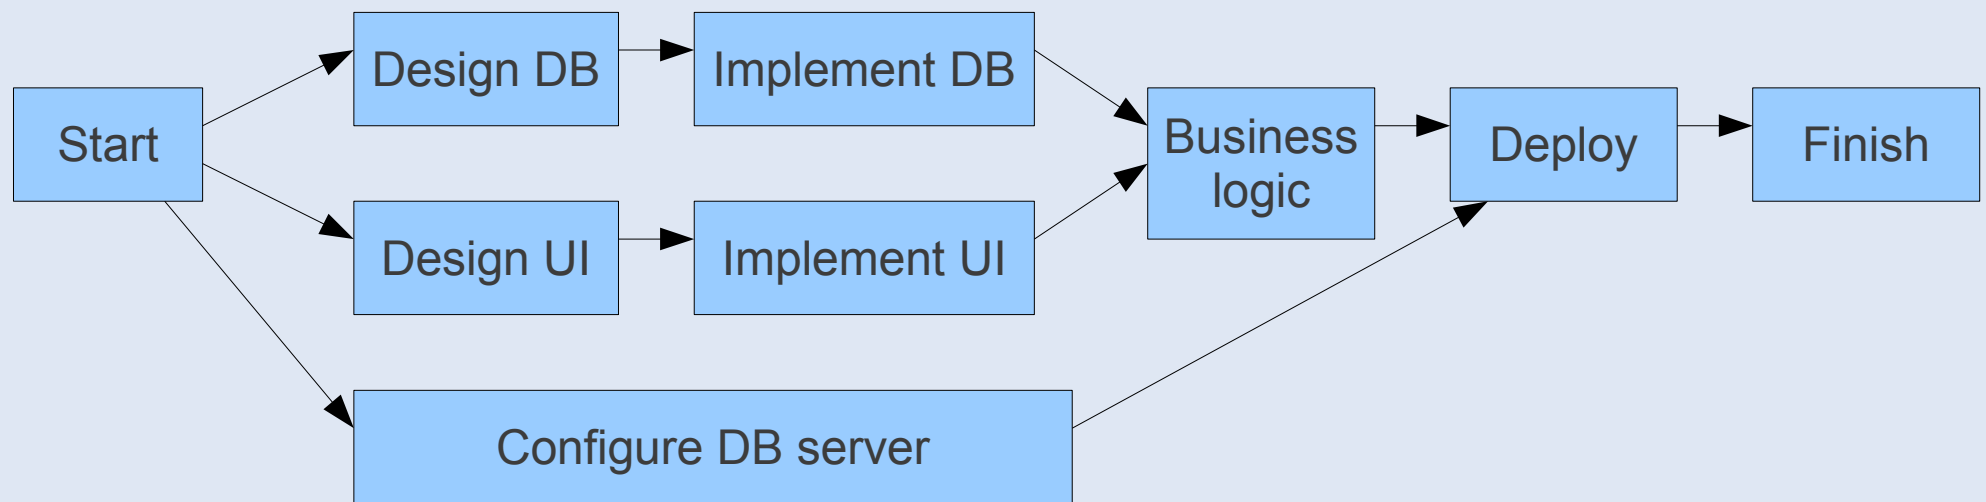 Start
Design DB
Implement DB
Design UI
Implement UI
Configure DB server
Business
logic
Deploy
Finish